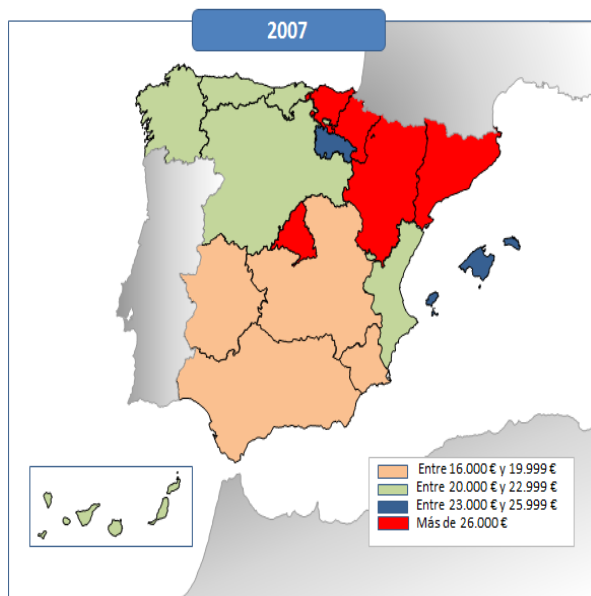 2007
Entre 16.000 € y 19.999 €
Entre 20.000 € y 22.999 €
Entre 23.000 € y 25.999 €
Más de 26.000 €